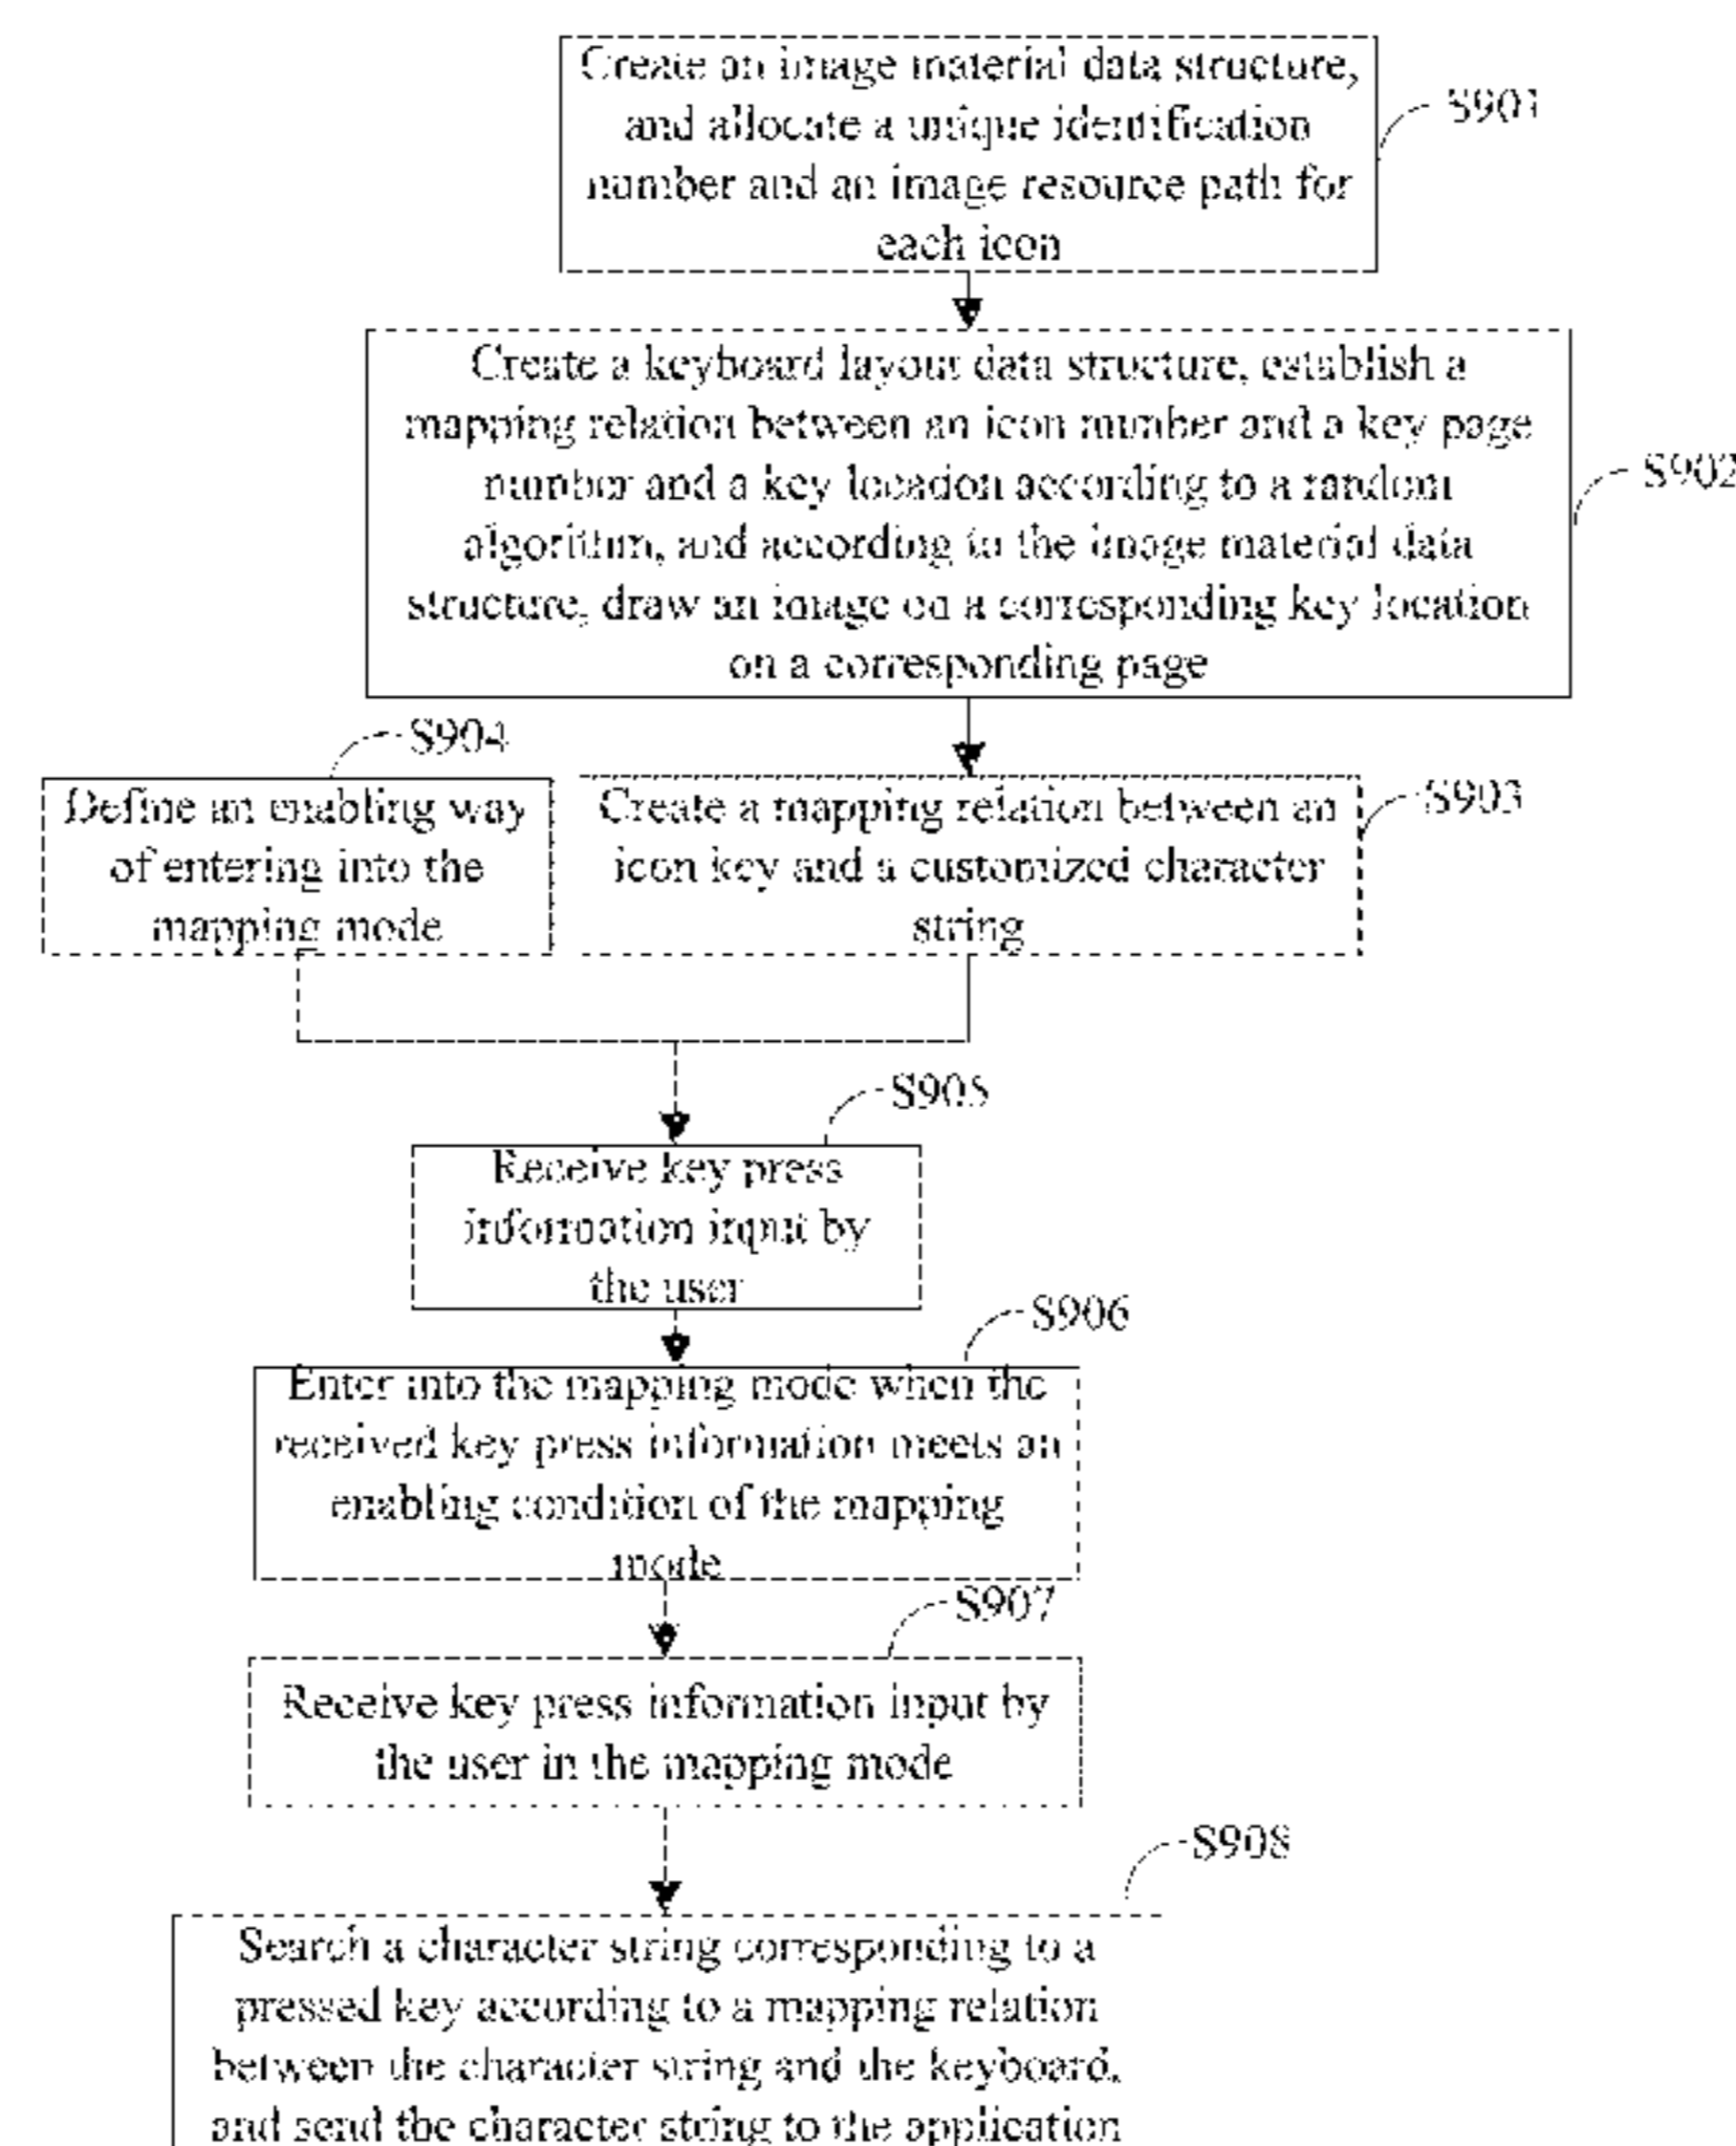 Create an image material data structure,
and allocate a unique identification
number and an image resource path for
each icon
S901
Create a keyboard layout data structure, establish a
mapping relation between an icon number and a key page
number and a key location according to a random
algorithm, and according to the image material data
structure, draw an image on a corresponding key location
on a corresponding page
S902
S904
Define an enabling way
of entering into the
mapping mode
Create a mapping relation between an
icon key and a customized character
string
S903
S905
Receive key press
information input by
the user
S906
Enter into the mapping mode when the
received key press information meets an
enabling condition of the mapping
mode
S907
Receive key press information input by
the user in the mapping mode
S908
Search a character string corresponding to a
pressed key according to a mapping relation
between the character string and the keyboard,
and send the character string to the application